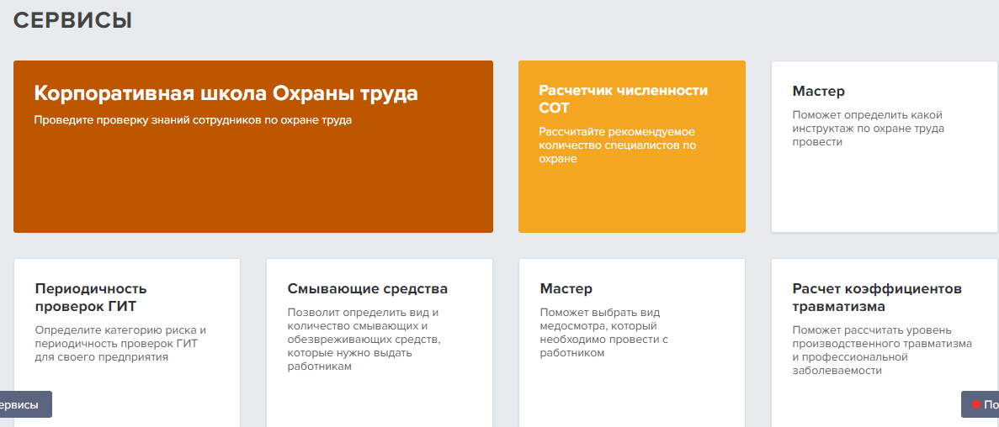 СЕРВИСЫ
Корпоративная школа Охраны труда
Проведите проверку знаний сотрудников по охране труда
Расчетчик численности
СОТ
Рассчитайте рекомендуемое
количество специалистов по
охране
Мастер
Поможет определить какой
инструктаж по охране труда
провести
Периодичность
проверок ГИТ
Определите категорию риска и
периодичность проверок ГИТ
для своего предприятия
Смывающие средства
Позволит определить вид и
количество смывающих и
обезвреживающих средств,
которые нужно выдать
работникам
Мастер
Поможет выбрать вид
медосмотра, который
необходимо провести с
работником
Расчет коэффициентов
травматизма
Поможет рассчитать уровень
производственного травматизма
и профессиональной
заболеваемости
ервисы
По